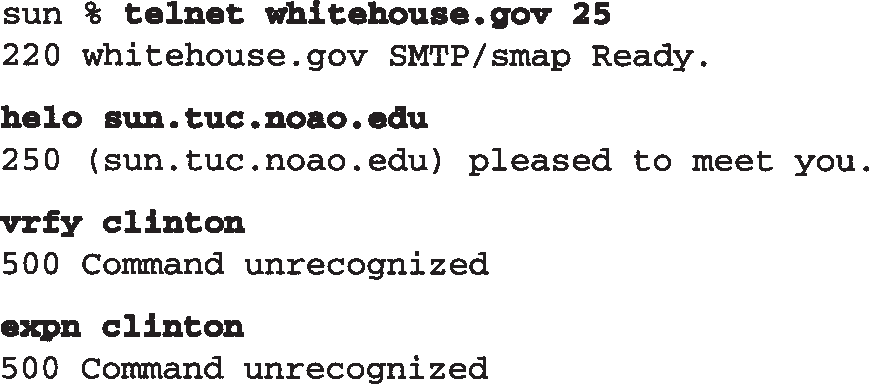 sun % telnet whitehouse.gov 25
220 whitehouse.gov SMTP/smap Ready.
helo sun.tuc.noao.edu
250 (sun.tuc.noao.edu) pleased to meet you.
vrfy clinton
500 Command unrecognized
expn clinton
500 Command unrecognized